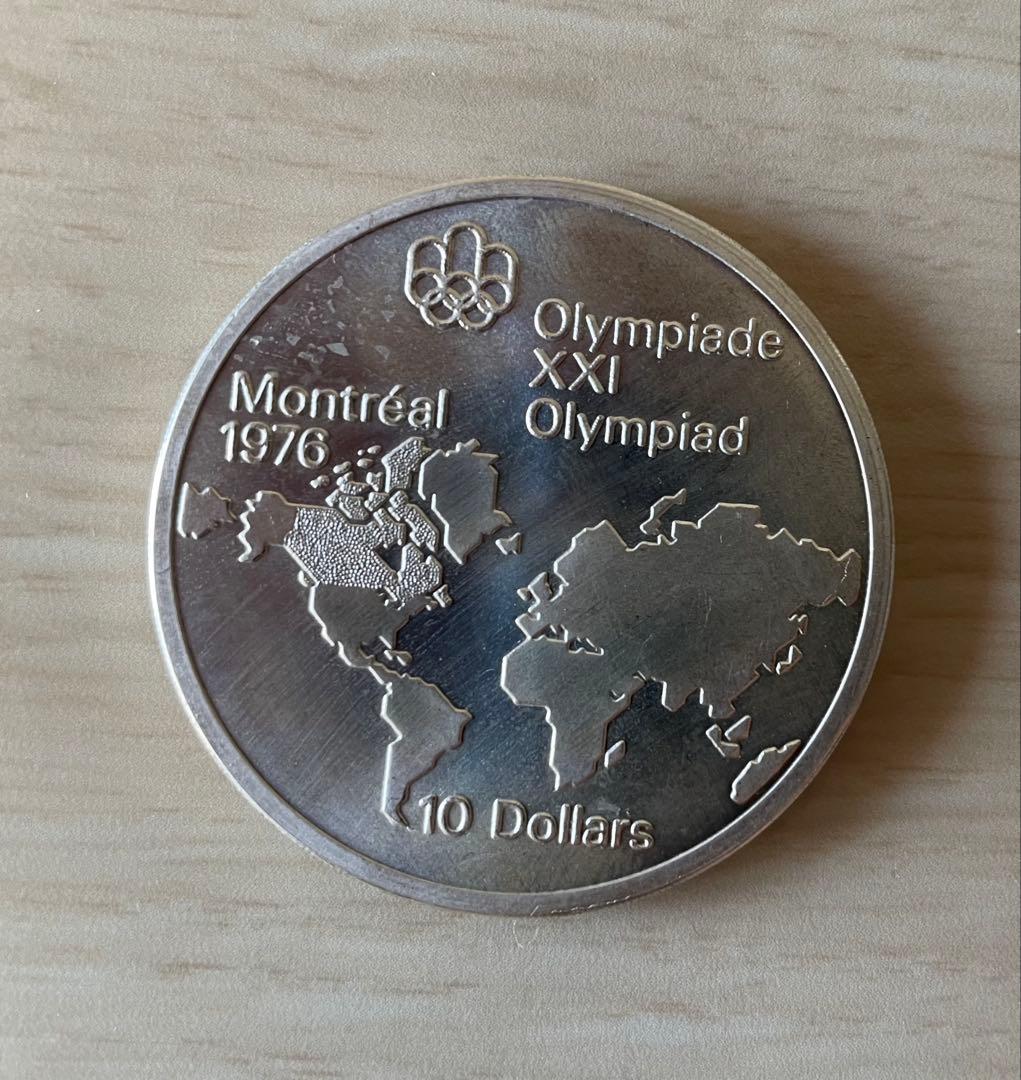 Olympiade
XXI
Olympiad
Montréal
1976
10 Dollars